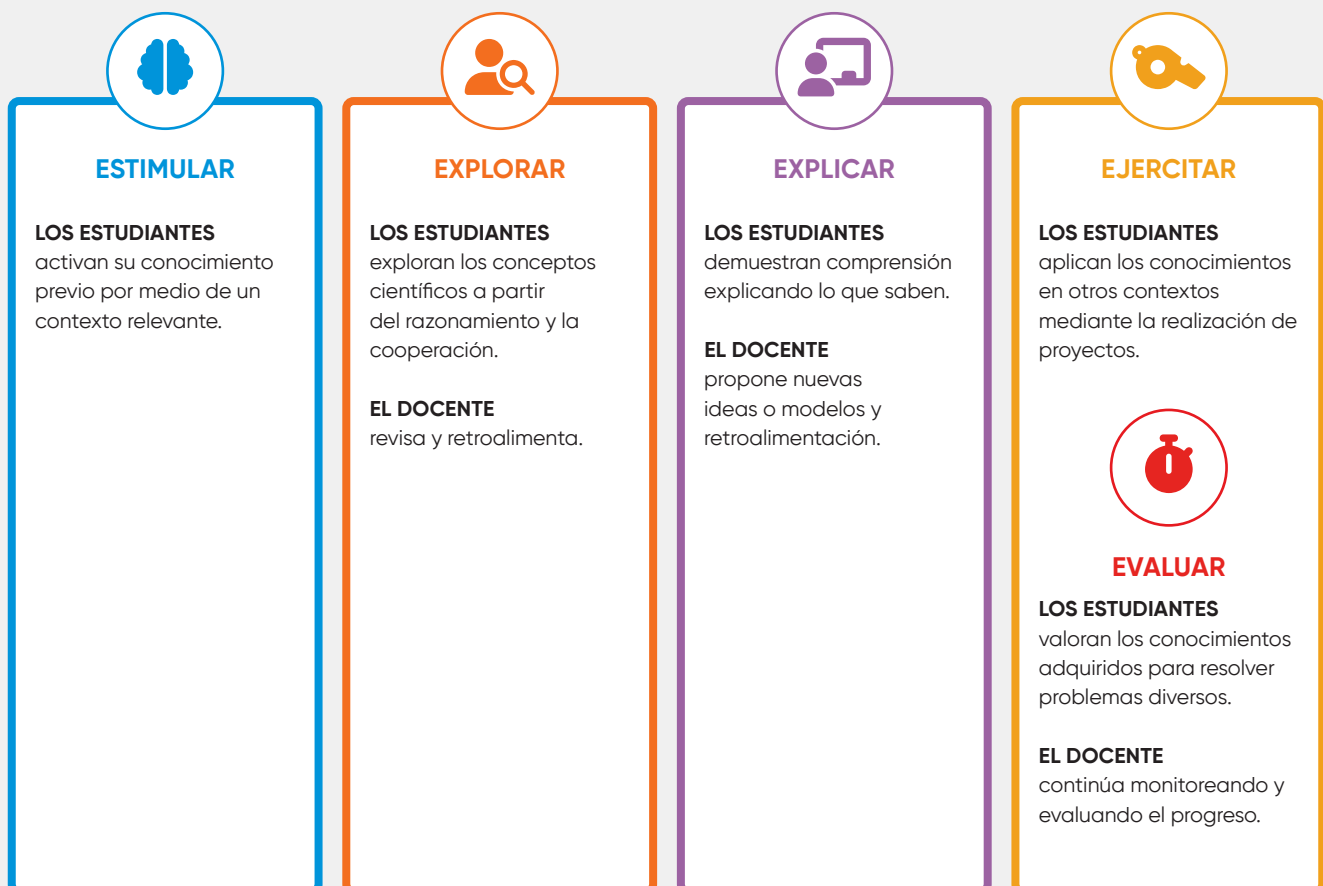 ESTIMULAR
LOS ESTUDIANTES
activan su conocimiento
previo por medio de un
contexto relevante.
EXPLORAR
LOS ESTUDIANTES
exploran los conceptos
científicos a partir
del razonamiento y la
cooperación.
EL DOCENTE
revisa y retroalimenta.
EXPLICAR
LOS ESTUDIANTES
demuestran comprensión
explicando lo que saben.
EL DOCENTE
propone nuevas
ideas o modelos y
retroalimentación.
EJERCITAR
LOS ESTUDIANTES
aplican los conocimientos
en otros contextos
mediante la realización de
proyectos.
EVALUAR
LOS ESTUDIANTES
valoran los conocimientos
adquiridos para resolver
problemas diversos.
EL DOCENTE
continúa monitoreando y
evaluando el progreso.